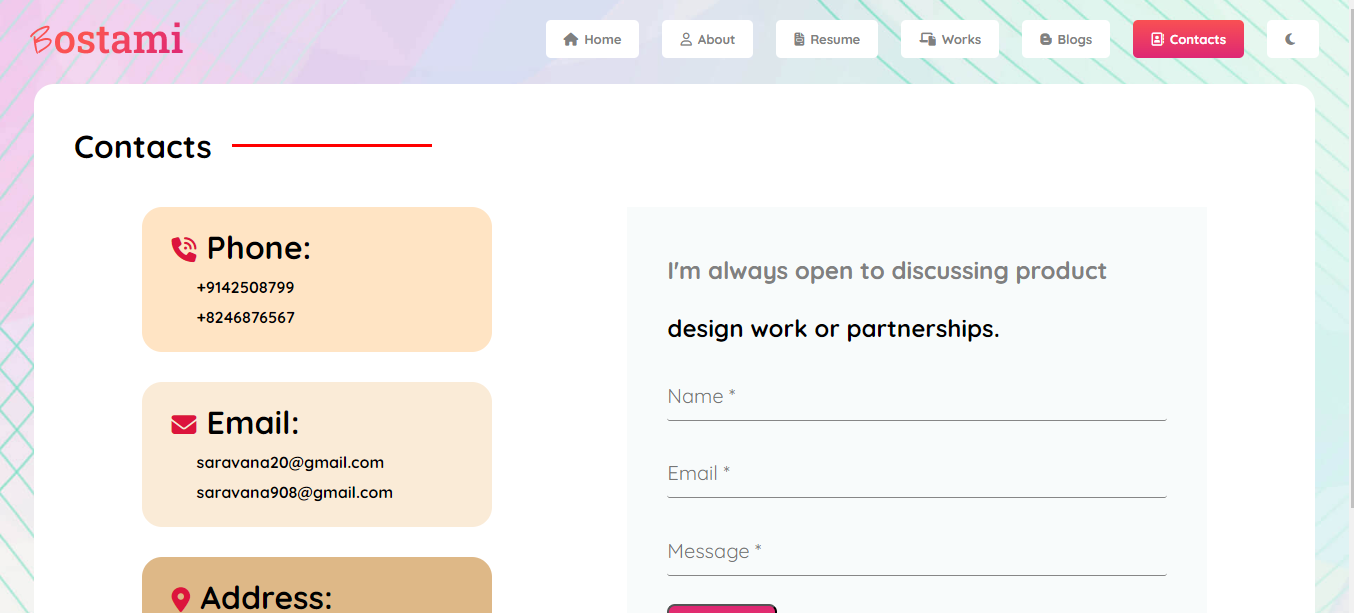 Bostami
Home About Resume Works Blogs Contacts
Contacts
Phone:
+9142508799
+8246876567
Email:
saravana20@gmail.com
saravana908@gmail.com
Address:
I'm always open to discussing product
design work or partnerships.
Name *
Email *
Message *